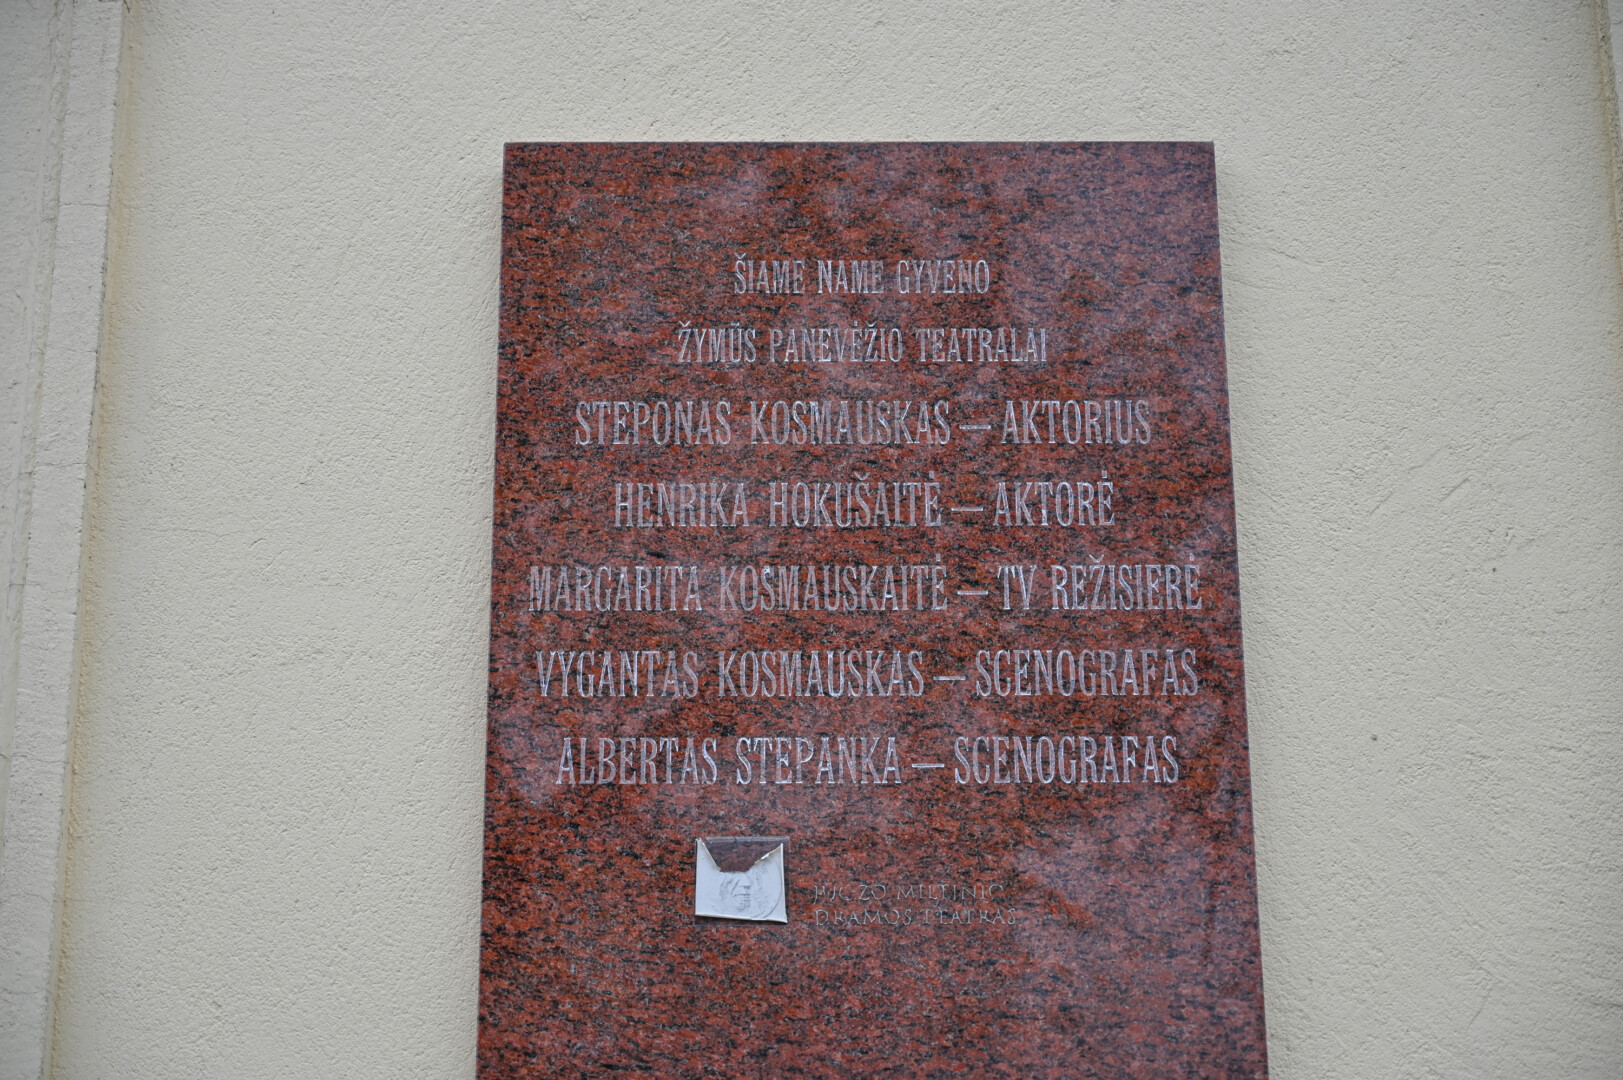 ŠIAME NAME GYVENO
ŽYMŪS PANEVĖŽIO TEATRALAI
STEPONAS KOSMAUSKAS — AKTORIUS
HENRIKA HOKUŠAITĖ — AKTORĖ
MARGARITA KOSMAUSKAITĖ — TV REŽISIERĖ
VYGANTAS KOSMAUSKAS — SCENOGRAFAS
ALBERTAS STEPANKA — SCENOGRAFAS
MILTINIO
DRAMOS TEATRAS